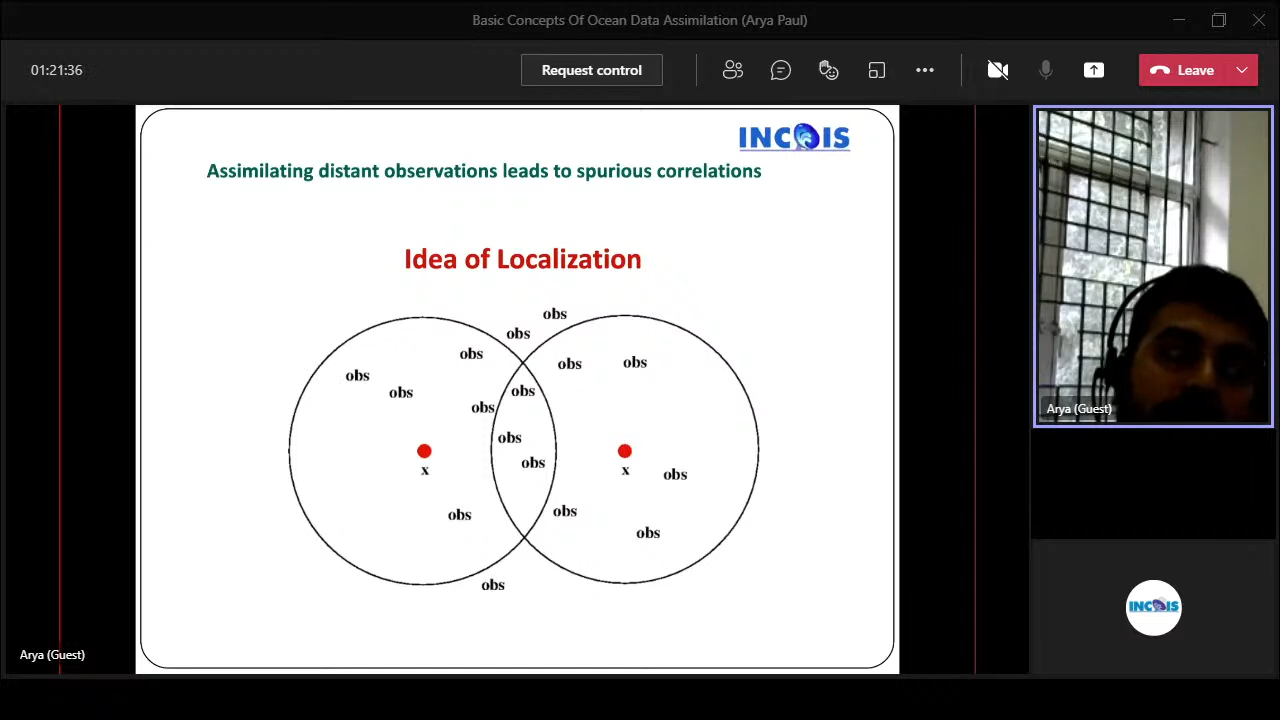 Basic Concepts Of Ocean Data Assimilation (Arya Paul)
01:21:36
Request control
Leave
INCOIS
Assimilating distant observations leads to spurious correlations
Idea of Localization
obs
obs
obs
obs
obs
obs
obs
obs
obs
obs
obs
obs
x
x
obs
obs
obs
obs
obs
Arya (Guest)
Arya (Guest)
INCOIS